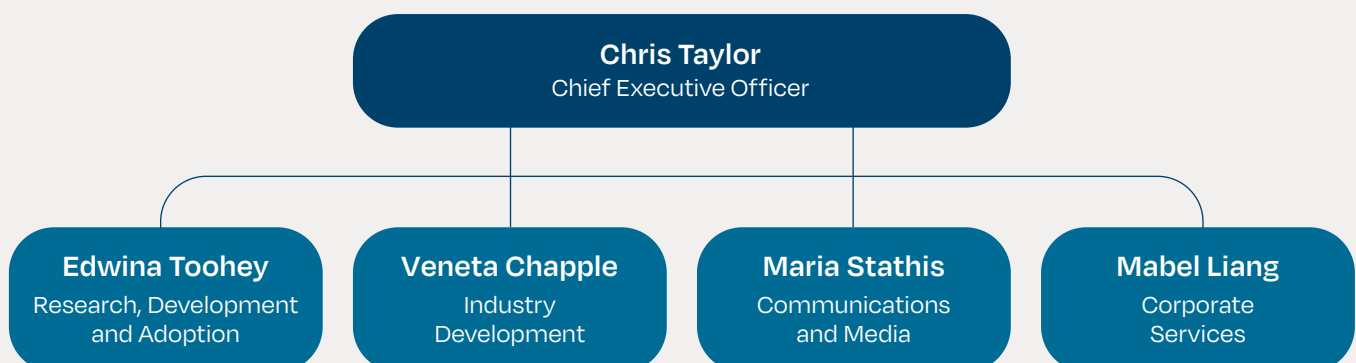 Chris Taylor
Chief Executive Officer
Edwina Toohey
Research, Development
and Adoption
Veneta Chapple
Industry
Development
Maria Stathis
Communications
and Media
Mabel Liang
Corporate
Services